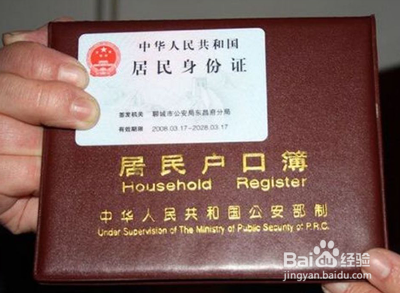 中华人民共和国
居民身份证
签发机关 聊城市公安局东昌府分局
有效期限 2008.03.17-2028.03.17
居民户口簿
Household Register
中华人民共和国公安部制
Under Supervision of The Ministry of Public Security of P.R.C.
Baidu经验
jingyan.baidu.com